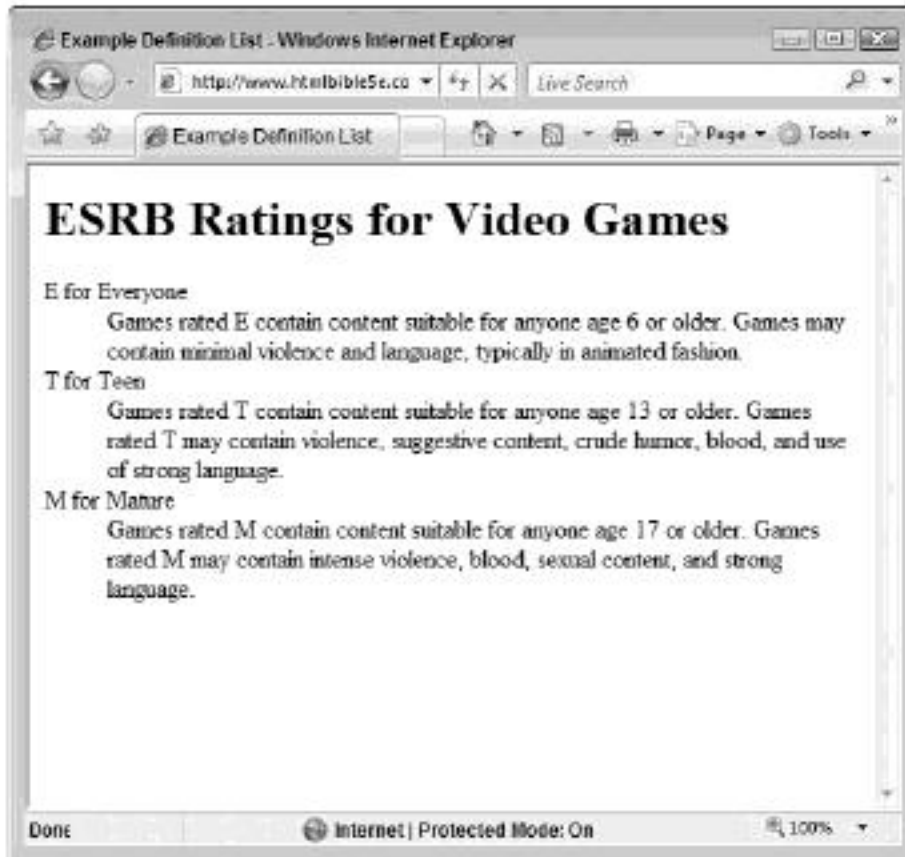 Example Definition List - Windows Internet Explorer
http://www.htmlbible5e.co
Live Search
Example Definition List
Page
Tools
ESRB Ratings for Video Games
E for Everyone
Games rated E contain content suitable for anyone age 6 or older. Games may
contain minimal violence and language, typically in animated fashion.
T for Teen
Games rated T contain content suitable for anyone age 13 or older. Games
rated T may contain violence, suggestive content, crude humor, blood, and use
of strong language.
M for Mature
Games rated M contain content suitable for anyone age 17 or older. Games
rated M may contain intense violence, blood, sexual content, and strong
language.
Done
Internet | Protected Mode: On
100%